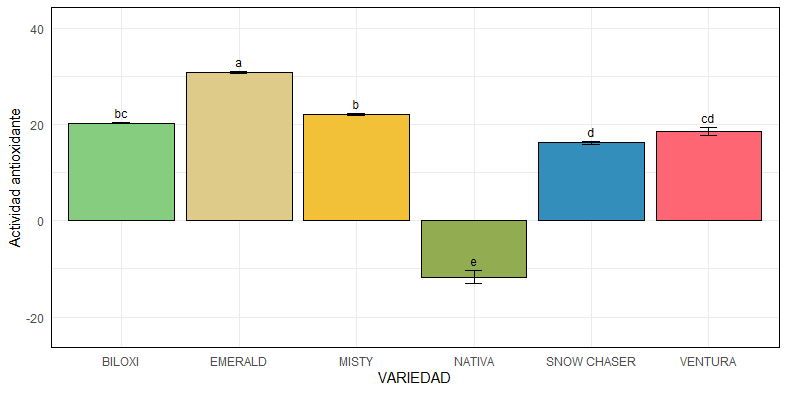 Actividad antioxidante
40
20
0
-20
bc
a
b
e
d
cd
BILOXI EMERALD MISTY NATIVA SNOW CHASER VENTURA
VARIEDAD